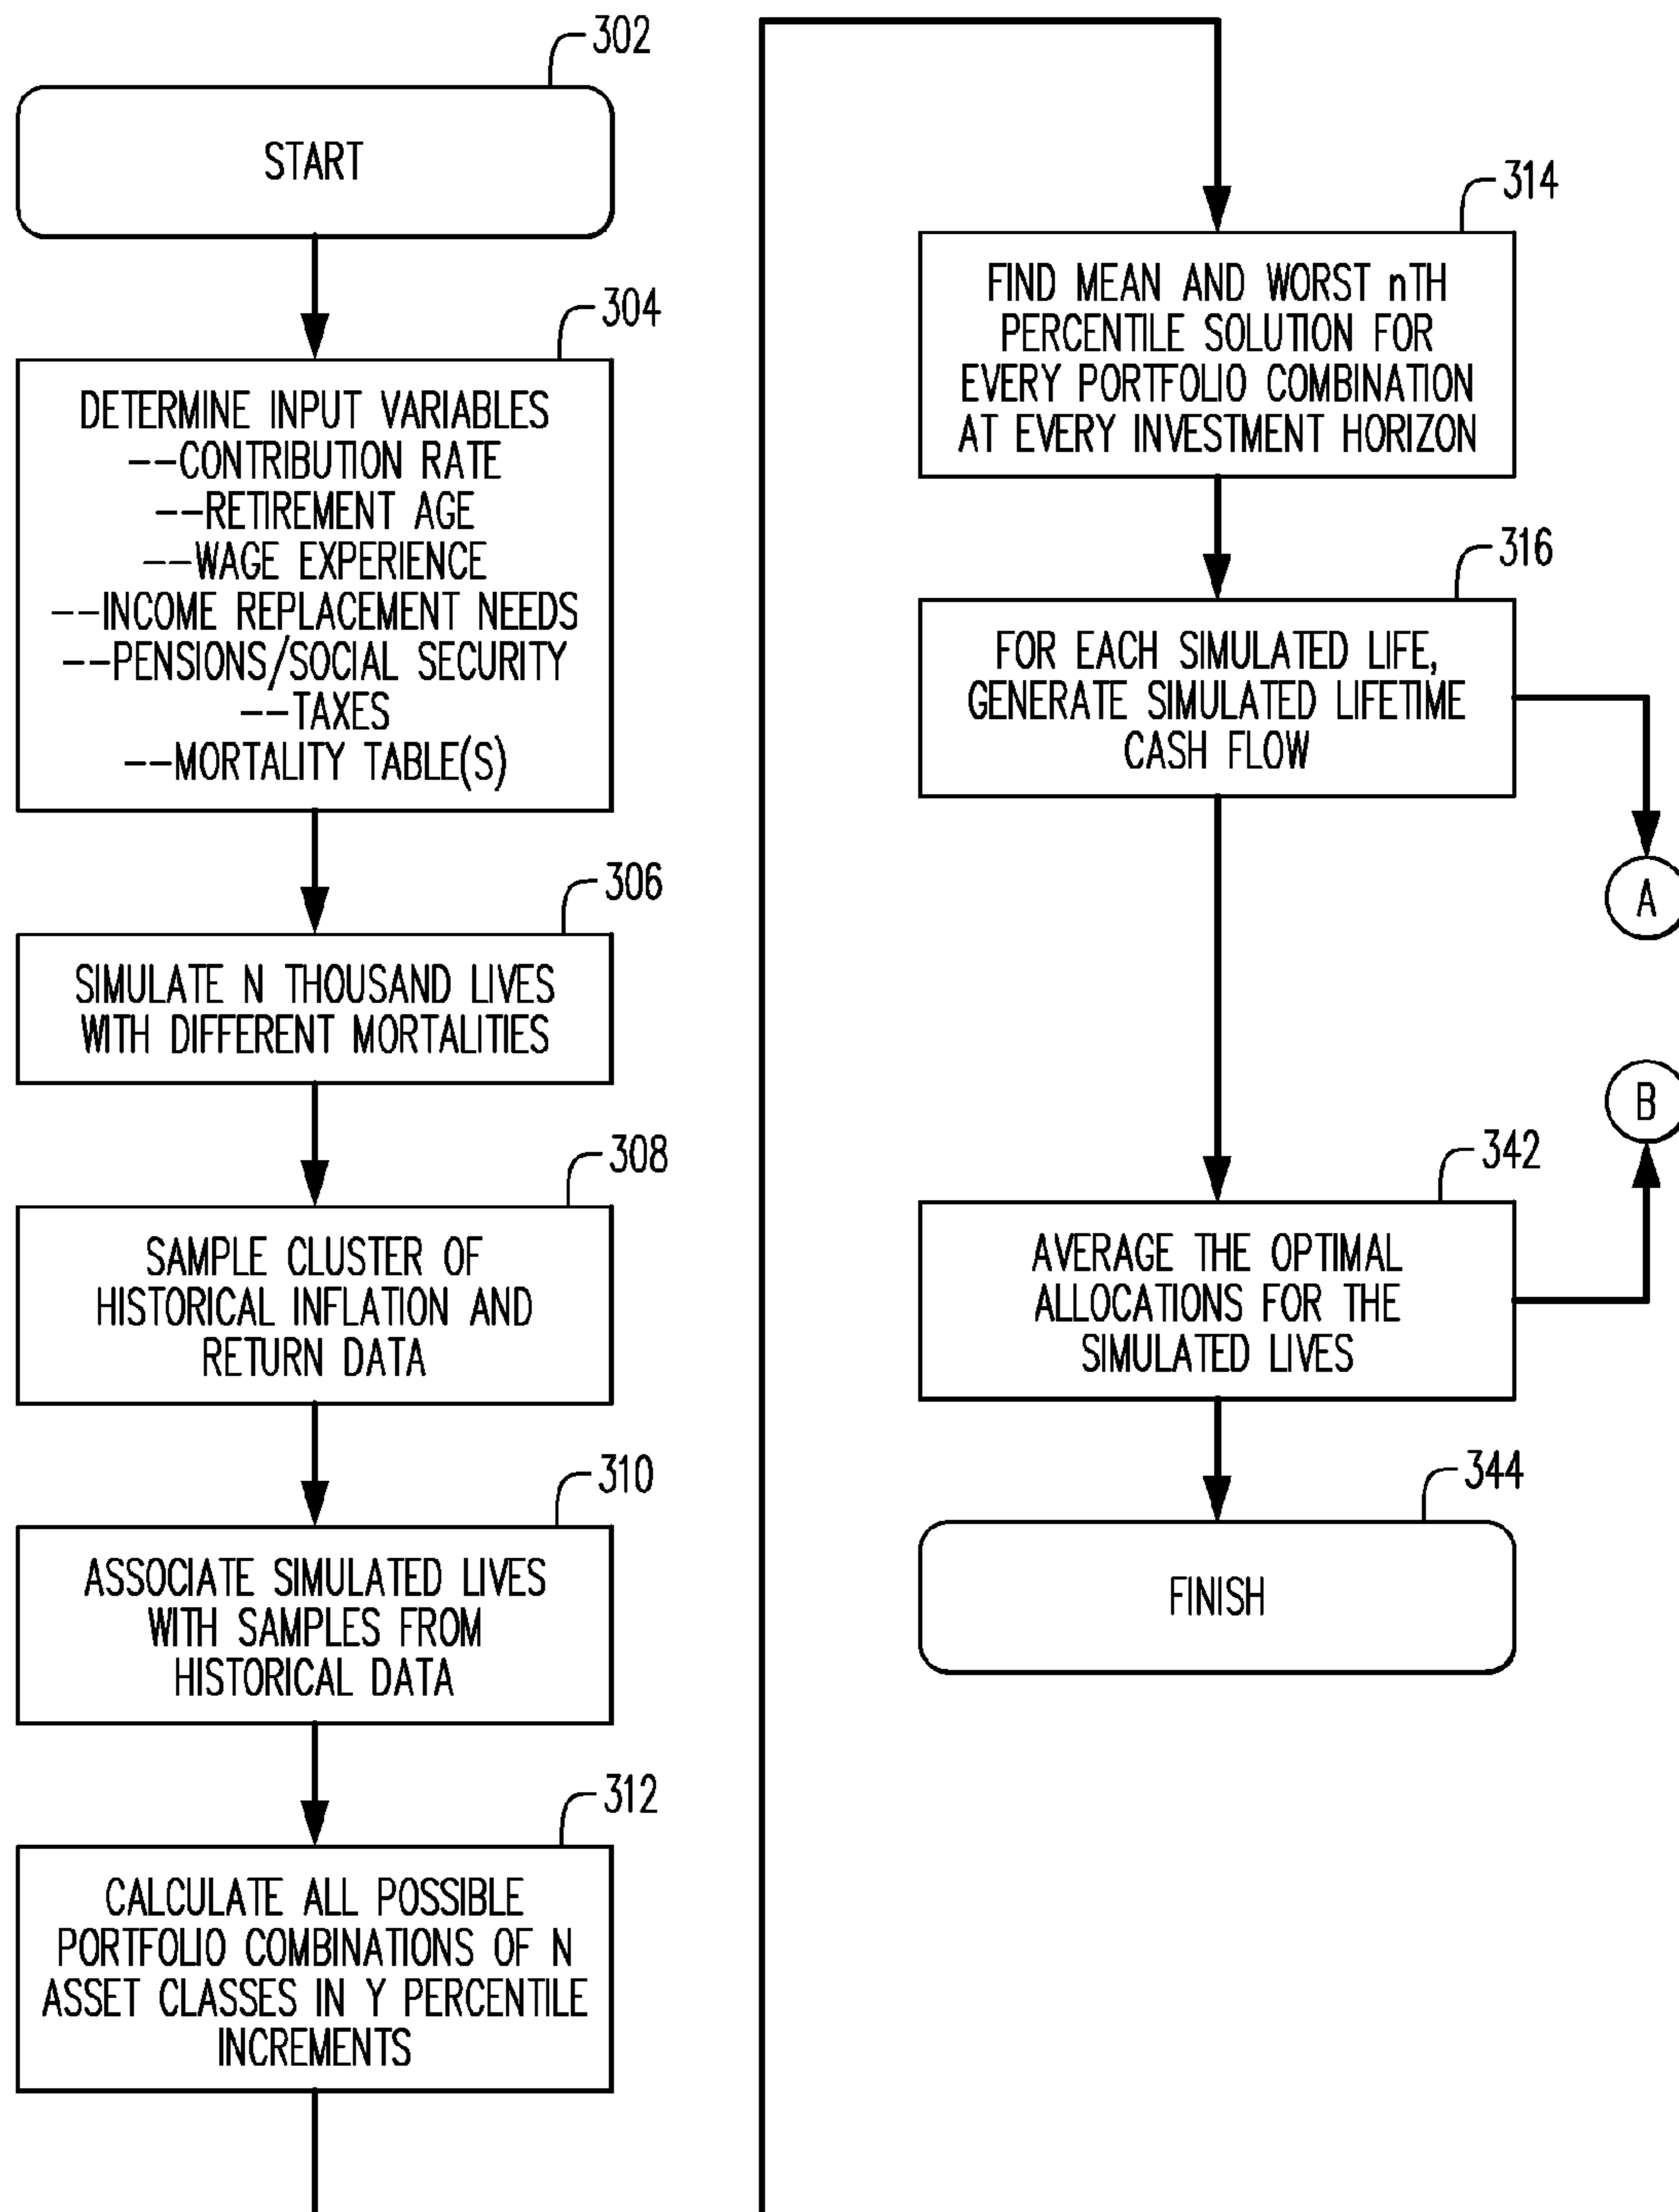 302
START
304
DETERMINE INPUT VARIABLES
--CONTRIBUTION RATE
--RETIREMENT AGE
--WAGE EXPERIENCE
--INCOME REPLACEMENT NEEDS
--PENSIONS/SOCIAL SECURITY
--TAXES
--MORTALITY TABLE(S)
306
SIMULATE N THOUSAND LIVES
WITH DIFFERENT MORTALITIES
308
SAMPLE CLUSTER OF
HISTORICAL INFLATION AND
RETURN DATA
310
ASSOCIATE SIMULATED LIVES
WITH SAMPLES FROM
HISTORICAL DATA
312
CALCULATE ALL POSSIBLE
PORTFOLIO COMBINATIONS OF N
ASSET CLASSES IN Y PERCENTILE
INCREMENTS
314
FIND MEAN AND WORST nTH
PERCENTILE SOLUTION FOR
EVERY PORTFOLIO COMBINATION
AT EVERY INVESTMENT HORIZON
316
FOR EACH SIMULATED LIFE,
GENERATE SIMULATED LIFETIME
CASH FLOW
A
B
342
AVERAGE THE OPTIMAL
ALLOCATIONS FOR THE
SIMULATED LIVES
344
FINISH